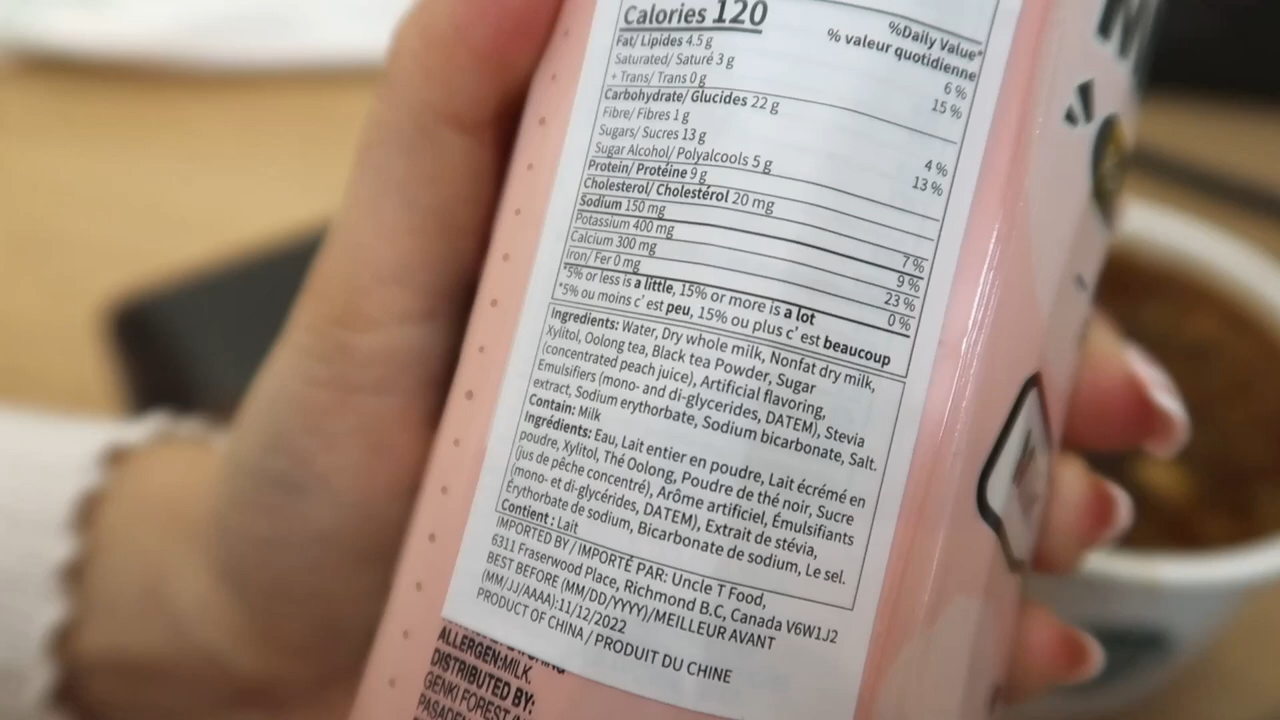 Calories 120
%Daily Value*
% valeur quotidienne
Fat/ Lipides 4.5 g 6 %
Saturated/ Saturé 3 g 15 %
+ Trans/ Trans 0 g
Carbohydrate/ Glucides 22 g
Fibre/ Fibres 1 g 4 %
Sugars/ Sucres 13 g 13 %
Sugar Alcohol/ Polyalcools 5 g
Protein/ Protéine 9 g
Cholesterol/ Cholestérol 20 mg
Sodium 150 mg 7 %
Potassium 400 mg 9 %
Calcium 300 mg 23 %
Iron/ Fer 0 mg 0 %
*5% or less is a little, 15% or more is a lot
*5% ou moins c' est peu, 15% ou plus c' est beaucoup
Ingredients: Water, Dry whole milk, Nonfat dry milk,
Xylitol, Oolong tea, Black tea Powder, Sugar
(concentrated peach juice), Artificial flavoring,
Emulsifiers (mono- and di-glycerides, DATEM), Stevia
extract, Sodium erythorbate, Sodium bicarbonate, Salt.
Contain: Milk
Ingrédients: Eau, Lait entier en poudre, Lait écrémé en
poudre, Xylitol, Thé Oolong, Poudre de thé noir, Sucre
(jus de pêche concentré), Arôme artificiel, Émulsifiants
(mono- et di-glycérides, DATEM), Extrait de stévia,
Érythorbate de sodium, Bicarbonate de sodium, Le sel.
Contient : Lait
IMPORTED BY / IMPORTÉ PAR: Uncle T Food,
6311 Fraserwood Place, Richmond B.C, Canada V6W1J2
BEST BEFORE (MM/DD/YYYY)/MEILLEUR AVANT
(MM/JJ/AAAA):11/12/2022
PRODUCT OF CHINA / PRODUIT DU CHINE
ALLERGEN:MILK.
DISTRIBUTED BY:
GENKI FOREST